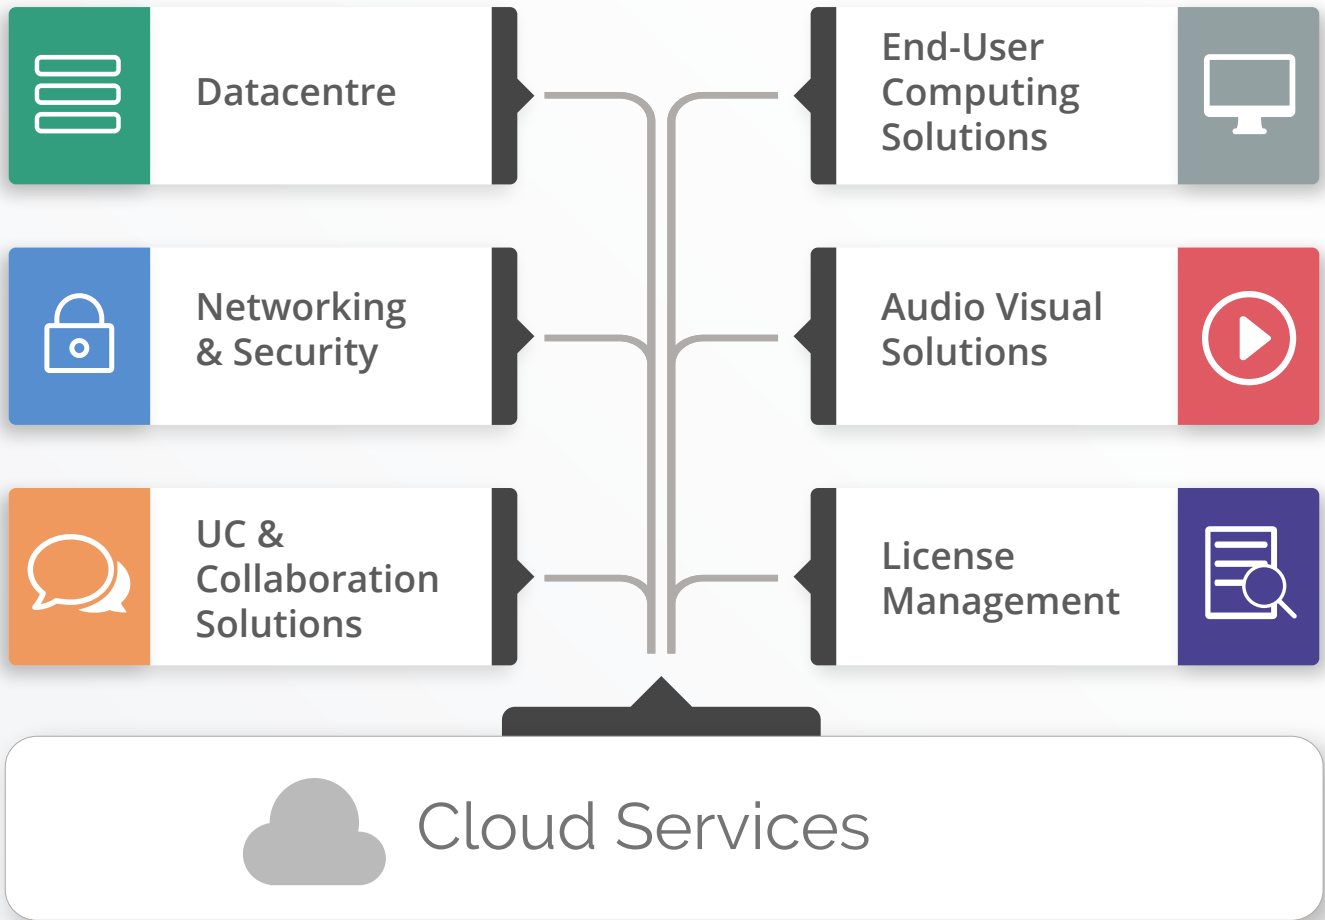 Datacentre
End-User
Computing
Solutions
Networking
& Security
Audio Visual
Solutions
UC &
Collaboration
Solutions
License
Management
Cloud Services